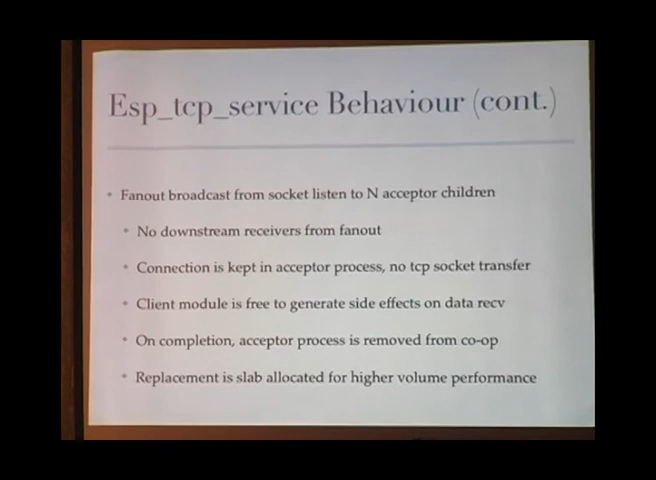 Esp_tcp_service Behaviour (cont.)
• Fanout broadcast from socket listen to N acceptor children
• No downstream receivers from fanout
• Connection is kept in acceptor process, no tcp socket transfer
• Client module is free to generate side effects on data recv
• On completion, acceptor process is removed from co-op
• Replacement is slab allocated for higher volume performance